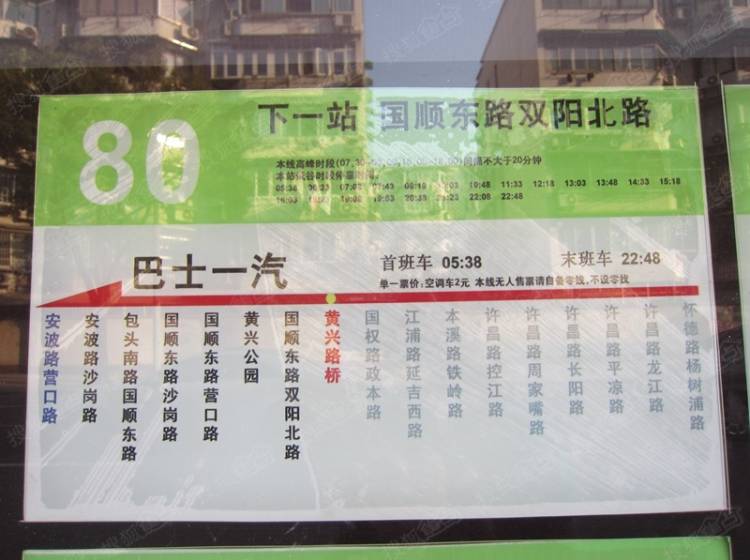 80
下一站 国顺东路双阳北路
05:38 12:18 13:03 13:48 14:33 15:18
22:08 22:48
巴士一汽
首班车 05:38 末班车 22:48
单一票价:空调车2元 本线无人售票请自备零钱,不设零找
安波路营口路
安波路沙岗路
包头南路国顺东路
国顺东路沙岗路
国顺东路营口路
黄兴公园
国顺东路双阳北路
黄兴路桥
国权路政本路
江浦路延吉西路
本溪路铁岭路
许昌路控江路
许昌路周家嘴路
许昌路长阳路
许昌路平凉路
许昌路龙江路
怀德路杨树浦路